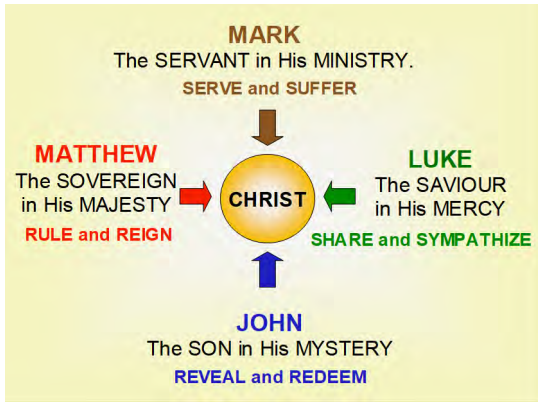 MARK
The SERVANT in His MINISTRY.
SERVE and SUFFER
MATTHEW
The SOVEREIGN
in His MAJESTY
RULE and REIGN
CHRIST
LUKE
The SAVIOUR
in His MERCY
SHARE and SYMPATHIZE
JOHN
The SON in His MYSTERY
REVEAL and REDEEM